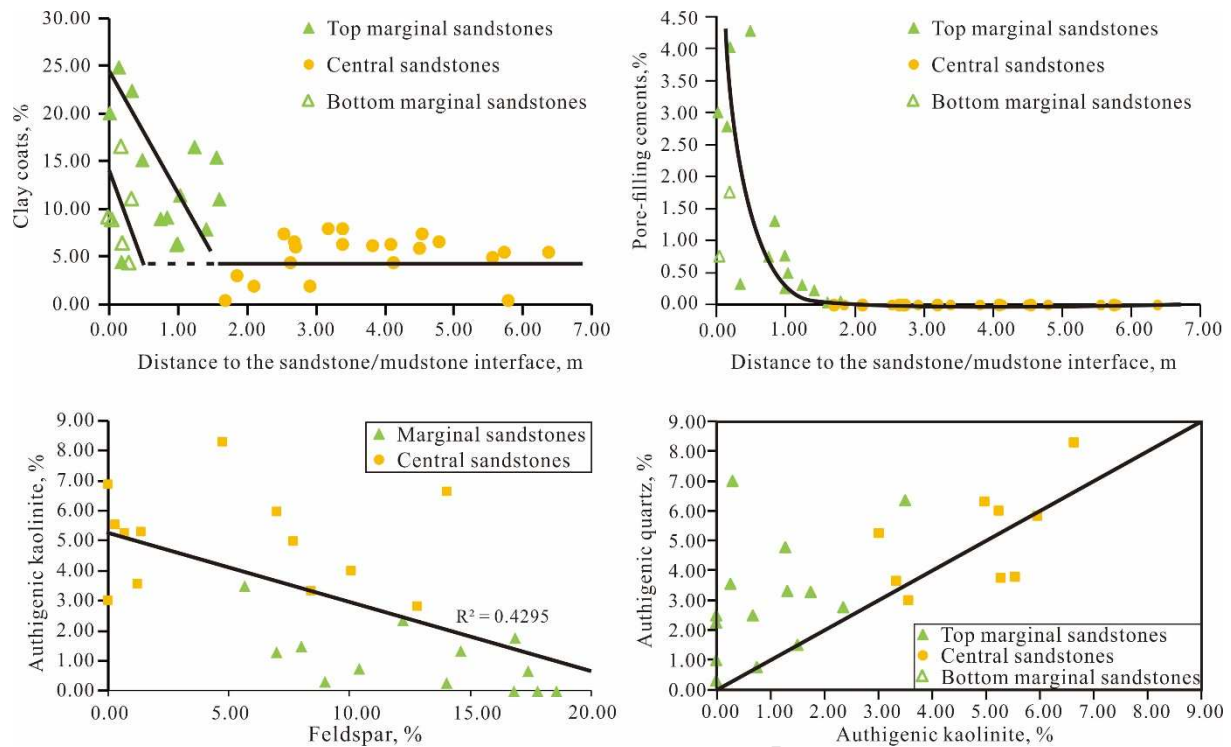 30.00
25.00
20.00
15.00
10.00
5.00
0.00
Clay coats, %
Top marginal sandstones
Central sandstones
Bottom marginal sandstones
0.00 1.00 2.00 3.00 4.00 5.00 6.00 7.00
Distance to the sandstone/mudstone interface, m
4.50
4.00
3.50
3.00
2.50
2.00
1.50
1.00
0.50
0.00
Pore-filling cements,%
Top marginal sandstones
Central sandstones
Bottom marginal sandstones
0.00 1.00 2.00 3.00 4.00 5.00 6.00 7.00
Distance to the sandstone/mudstone interface, m
9.00
8.00
7.00
6.00
5.00
4.00
3.00
2.00
1.00
0.00
Authigenic kaolinite, %
Marginal sandstones
Central sandstones
R² = 0.4295
0.00 5.00 10.00 15.00 20.00
Feldspar, %
9.00
8.00
7.00
6.00
5.00
4.00
3.00
2.00
1.00
0.00
Authigenic quartz, %
Top marginal sandstones
Central sandstones
Bottom marginal sandstones
0.00 1.00 2.00 3.00 4.00 5.00 6.00 7.00 8.00 9.00
Authigenic kaolinite, %